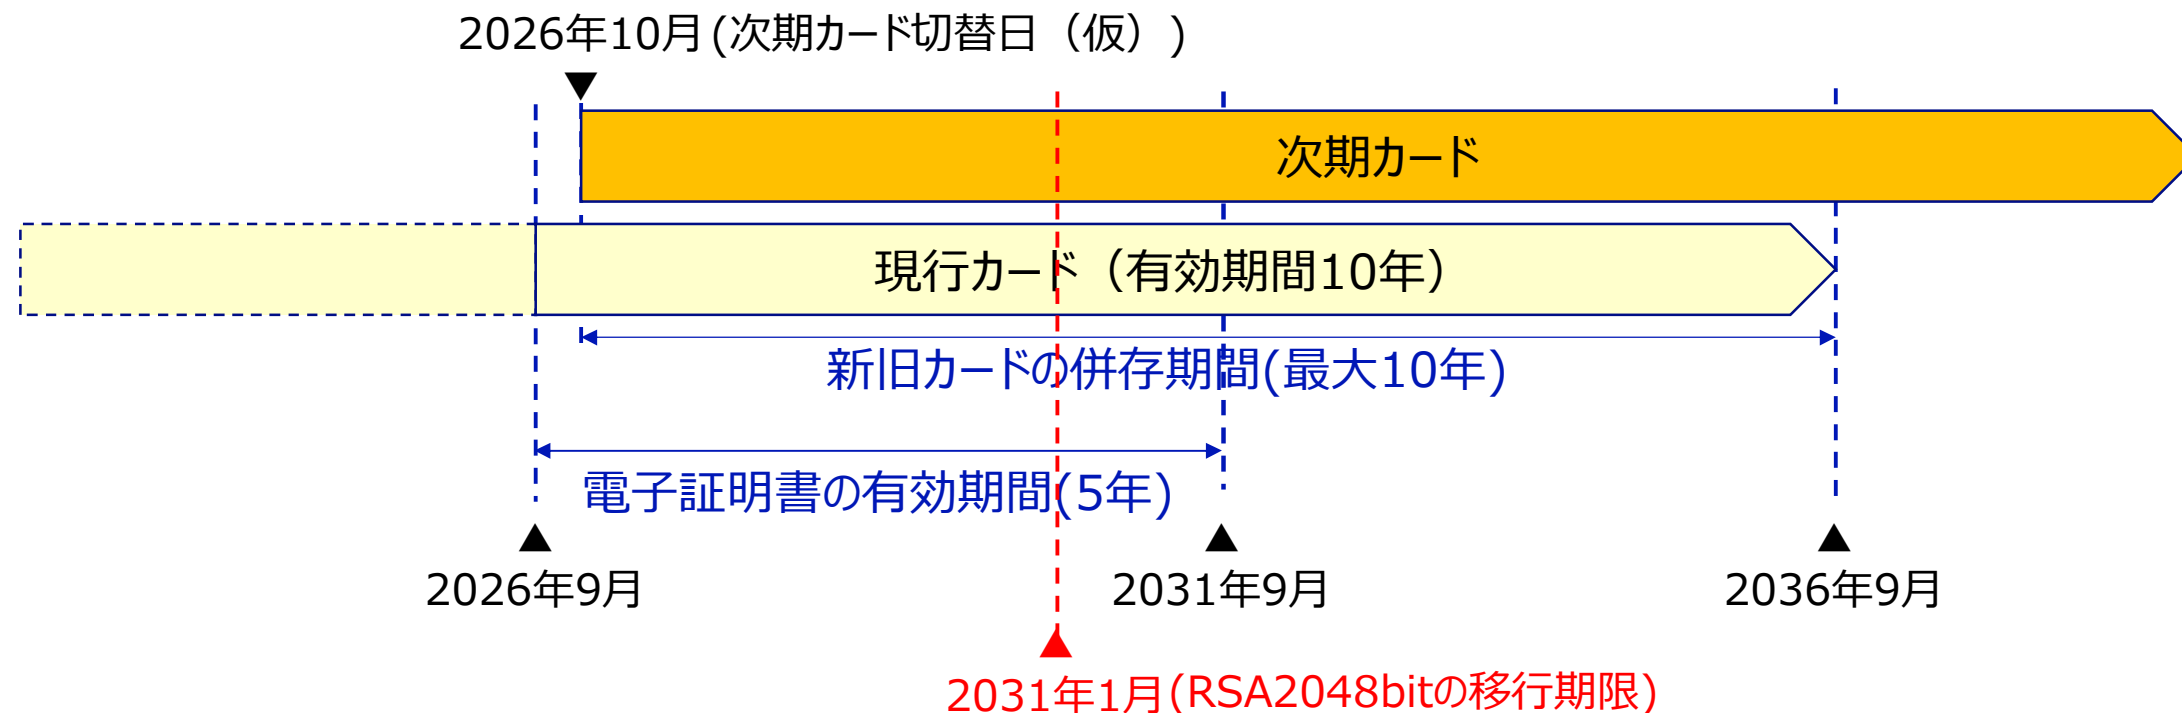 2026年10月(次期カード切替日（仮）)
次期カード
現行カード（有効期間10年）
新旧カードの併存期間(最大10年)
電子証明書の有効期間(5年)
2026年9月
2031年9月
2036年9月
2031年1月(RSA2048bitの移行期限)